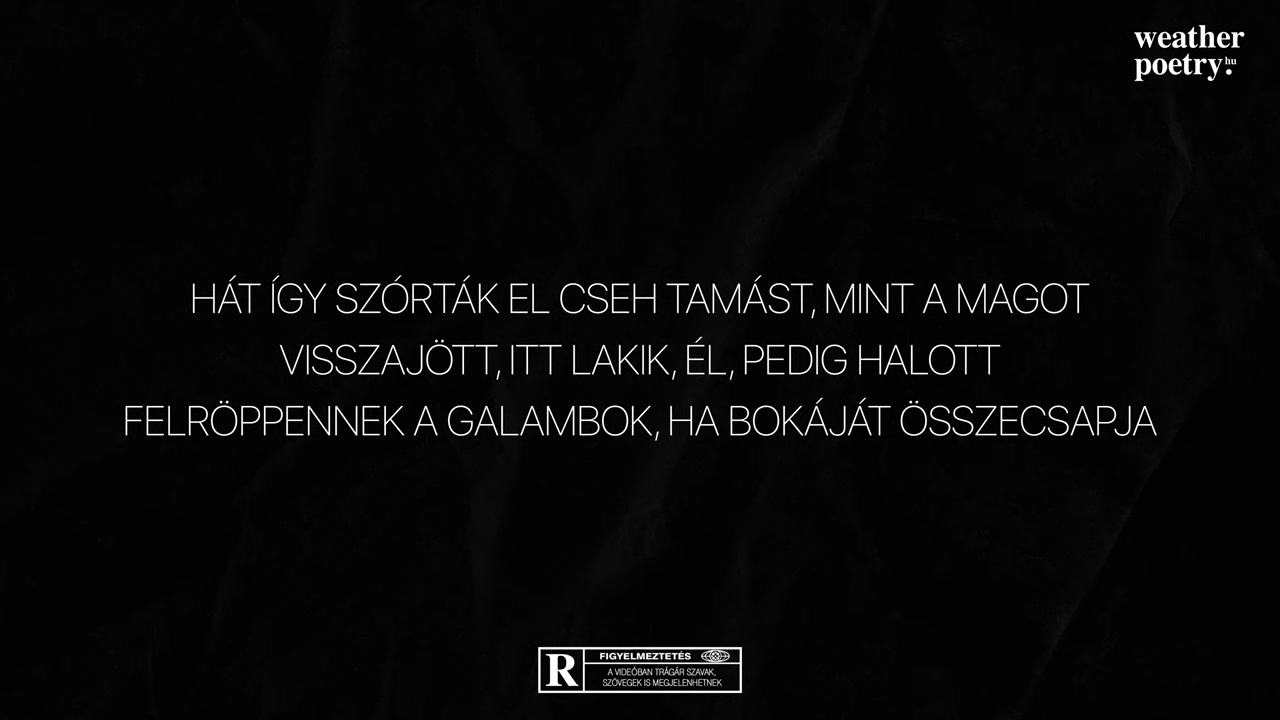 weather
poetry.hu
HÁT ÍGY SZÓRTÁK EL CSEH TAMÁST, MINT A MAGOT
VISSZAJÖTT, ITT LAKIK, ÉL, PEDIG HALOTT
FELRÖPPENNEK A GALAMBOK, HA BOKÁJÁT ÖSSZECSAPJA
R
FIGYELMEZTETÉS
A VIDEÓBAN TRÁGÁR SZAVAK,
SZÖVEGEK IS MEGJELENHETNEK